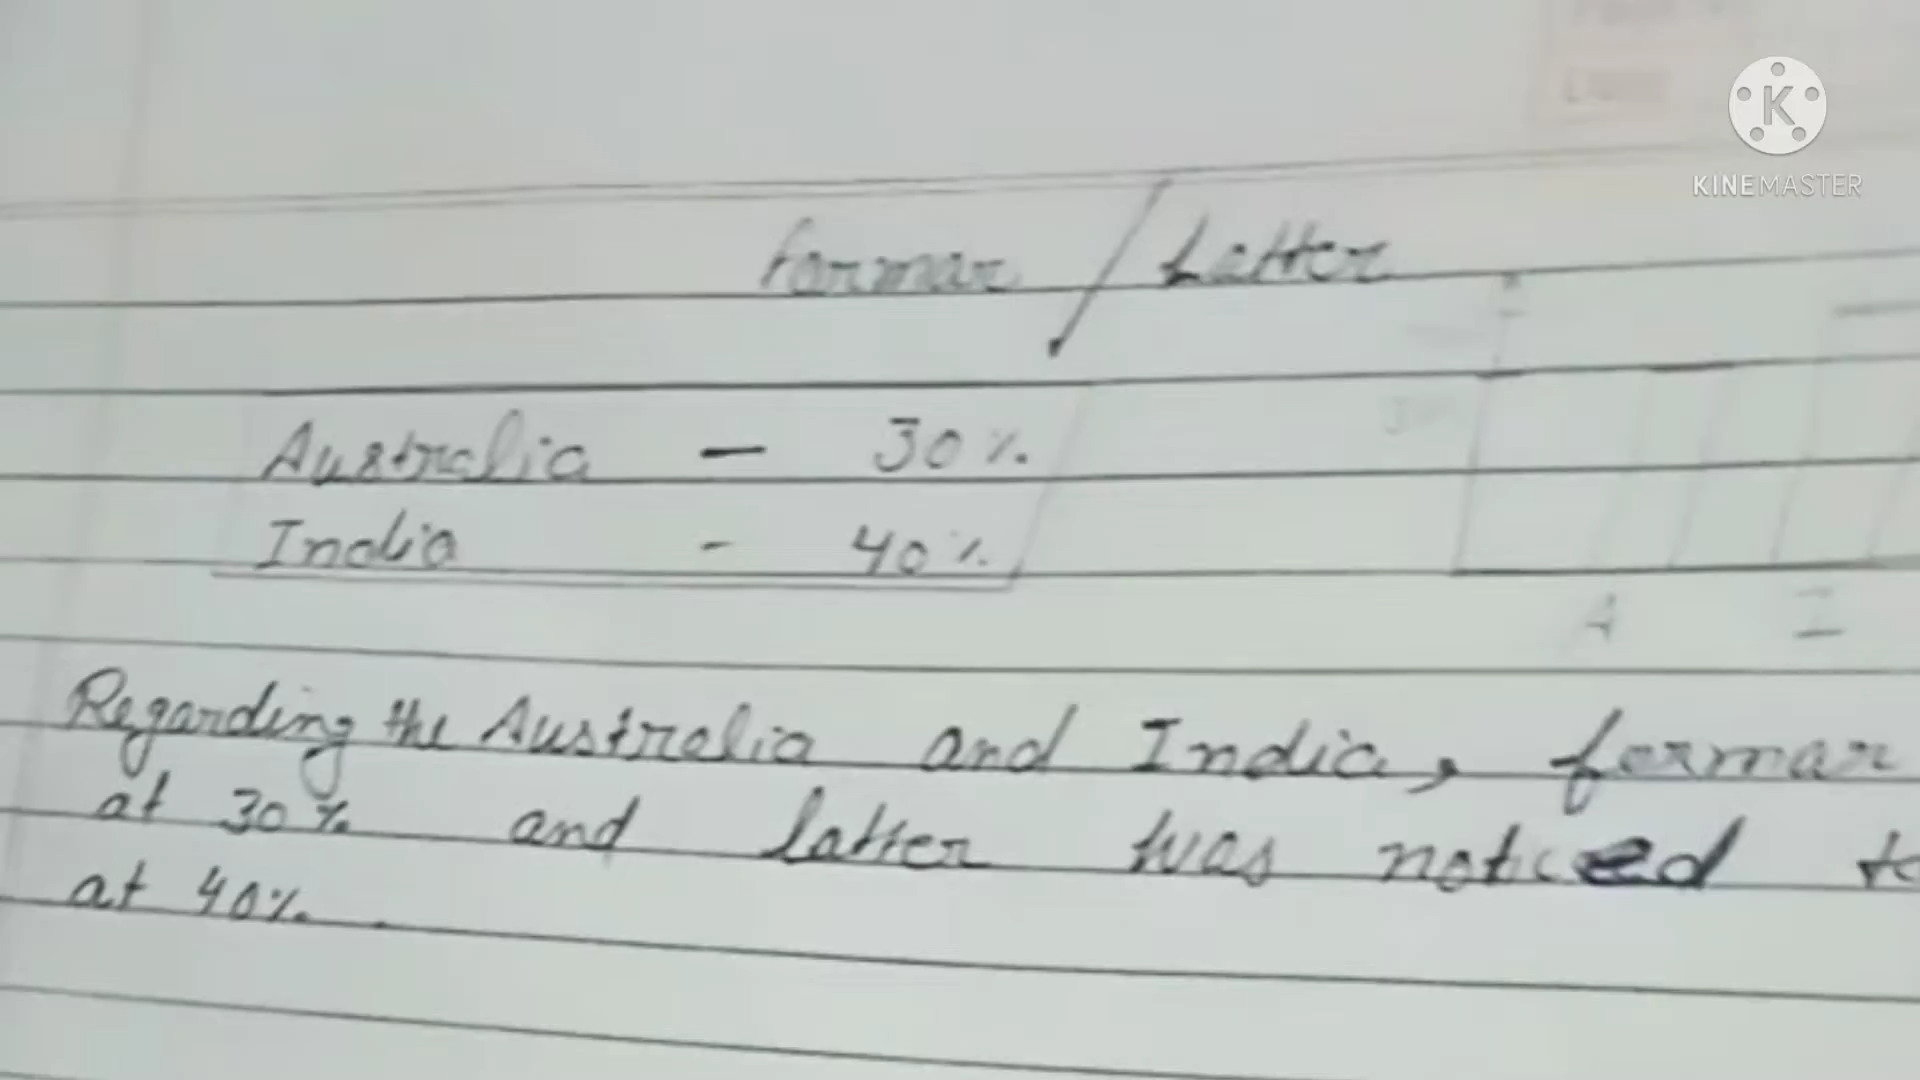 KINEMASTER
formar / Latter
Australia - 30%
India - 40%
A I
Regarding the Australia and India, formar
at 30% and latter was noticed to
at 40%.